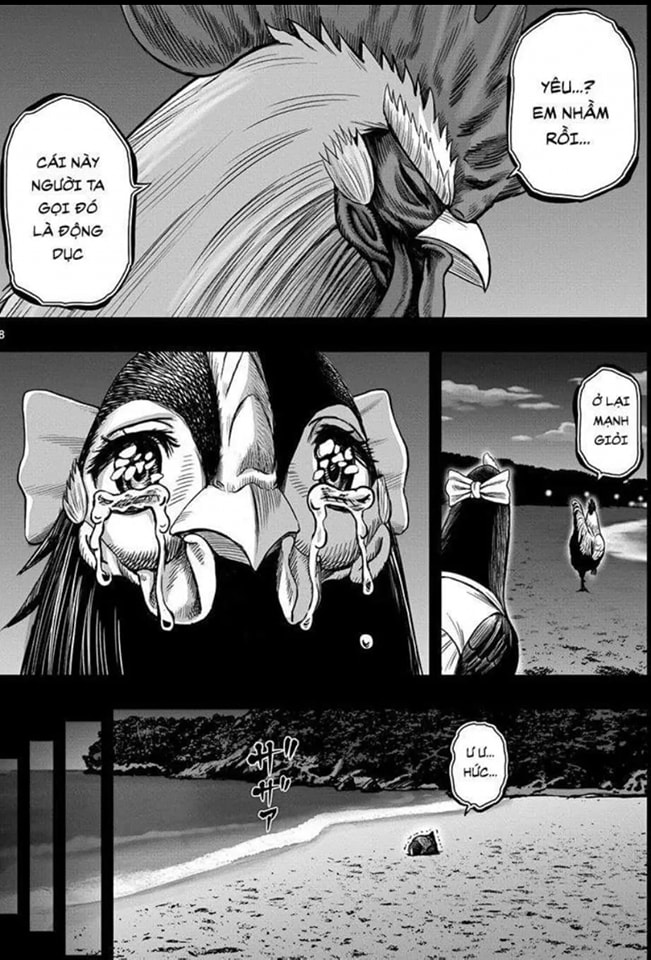 YÊU...?
EM NHẦM
RỒI...
CÁI NÀY
NGƯỜI TA
GỌI ĐÓ
LÀ ĐỘNG
DỤC
8
Ở LẠI
MẠNH
GIỎI
Ư Ư...
HỨC...
ザザザァ